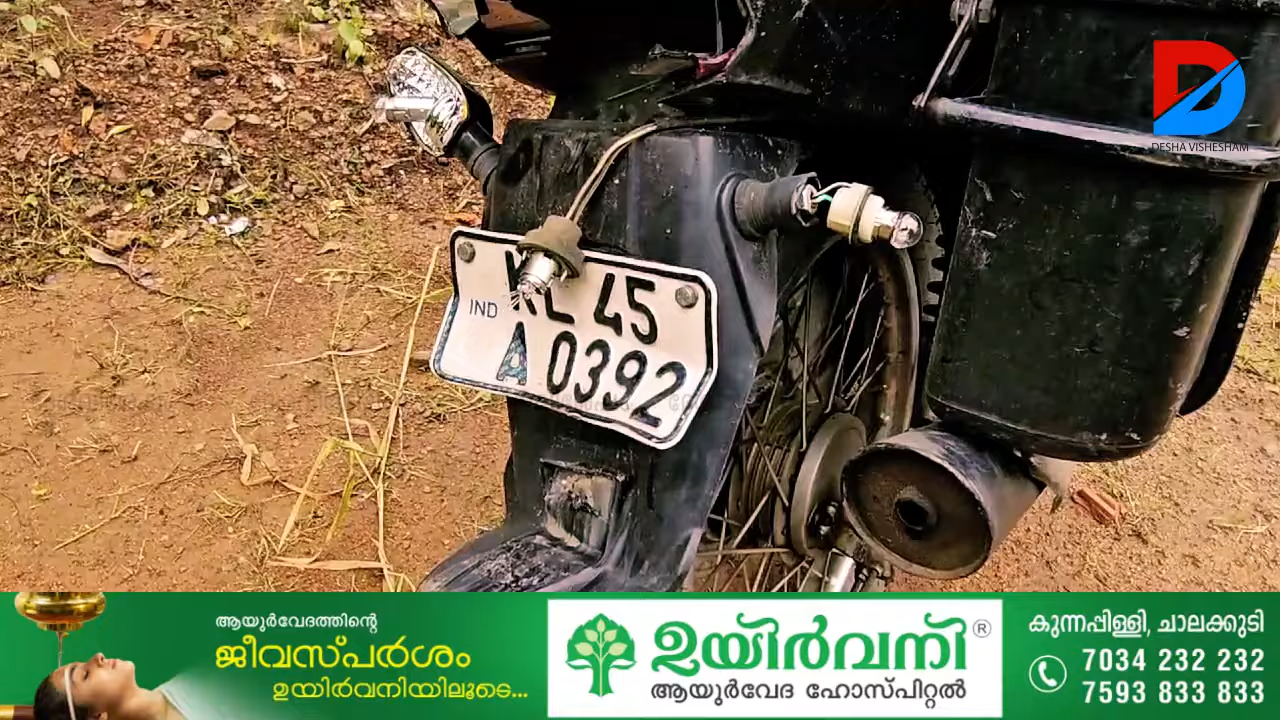 DESHA VISHESHAM
IND
KL 45
A 0392
ആയുർവേദത്തിന്റെ
ജീവസ്പർശം
ഉയിർവനിയിലൂടെ...
ഉയിർവനി®
ആയുർവേദ ഹോസ്പിറ്റൽ
കുന്നപ്പിള്ളി, ചാലക്കുടി
7034 232 232
7593 833 833